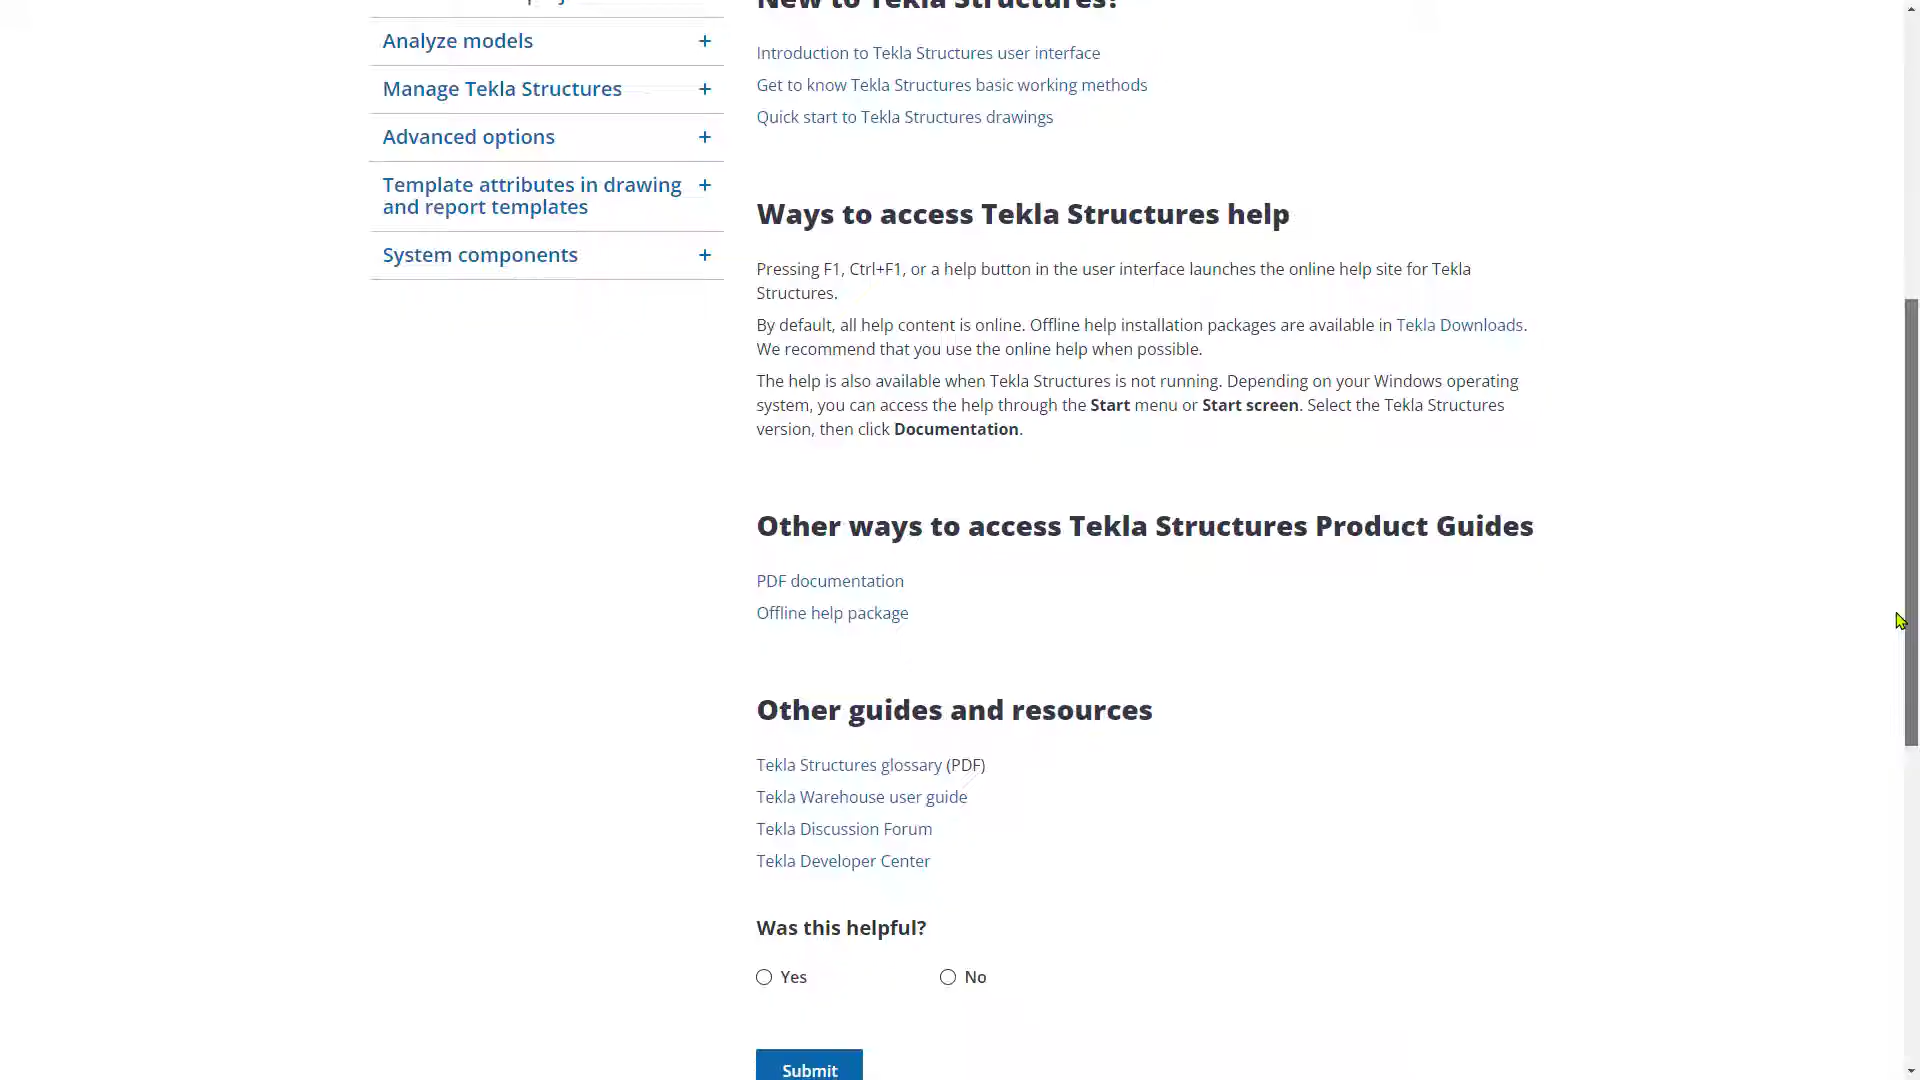 Analyze models +
Manage Tekla Structures +
Advanced options +
Template attributes in drawing +
and report templates
System components +
New to Tekla Structures?
Introduction to Tekla Structures user interface
Get to know Tekla Structures basic working methods
Quick start to Tekla Structures drawings
Ways to access Tekla Structures help
Pressing F1, Ctrl+F1, or a help button in the user interface launches the online help site for Tekla
Structures.
By default, all help content is online. Offline help installation packages are available in Tekla Downloads.
We recommend that you use the online help when possible.
The help is also available when Tekla Structures is not running. Depending on your Windows operating
system, you can access the help through the Start menu or Start screen. Select the Tekla Structures
version, then click Documentation.
Other ways to access Tekla Structures Product Guides
PDF documentation
Offline help package
Other guides and resources
Tekla Structures glossary (PDF)
Tekla Warehouse user guide
Tekla Discussion Forum
Tekla Developer Center
Was this helpful?
Yes No
Submit